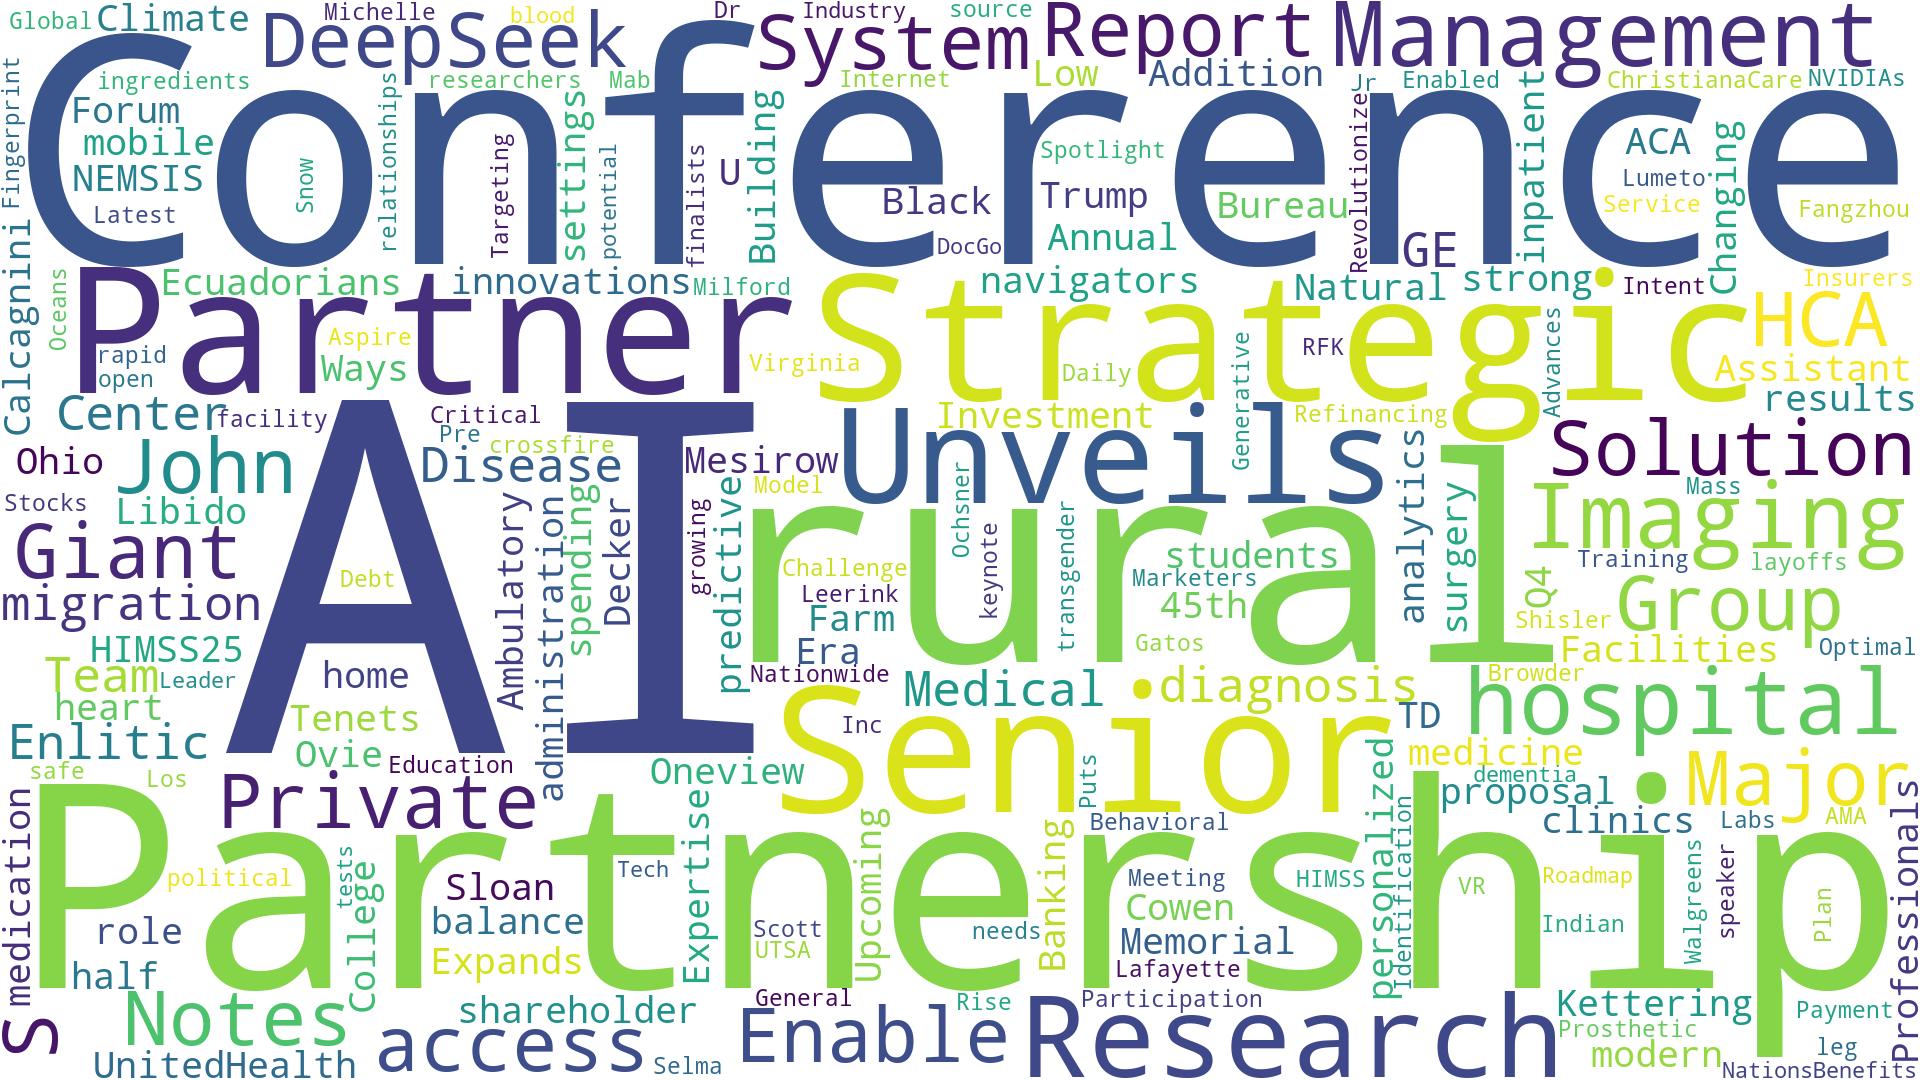 Global
Climate
Michelle
DeepSeek
blood
Dr
Industry
source
System
Report
Management
Fingerprint
ingredients
relationships
researchers
Mab
Internet
Low
Addition
Jr
Enabled
ChristianaCare
NVIDIAs
Conference
Forum
mobile
NEMSIS
Latest
Snow
Targeting
settings
potential
finalists
U
Building
Spotlight
Black
Trump
Bureau
DocGo
Annual
Revolutionize
GE
inpatient
ACA
Lumeto
Service
Changing
Fangzhou
Calcagnini
Oceans
Ecuadorians
innovations
Milford
navigators
Natural
strong
Intent
Insurers
Partner
Strategic
HCA
rapid
open
Aspire
Ways
Virginia
Daily
Generative
RFK
Advances
Assistant
results
Center
facility
Critical
Pre
crossfire
Investment
Refinancing
Ohio
John
AI
Disease
Mesirow
Unveils
Solution
Stocks
Libido
Model
Mass
Giant
Debt
Ambulatory
administration
spending
Decker
growing
predictive
rural
Ochsner
keynote
transgender
students
analytics
surgery
Imaging
Training
layoffs
migration
Challenge
Leerink
Marketers
45th
Q4
Group
Farm
Era
Gatos
Shisler
Facilities
Optimal
HIMSS25
Team
Leader
home
Nationwide
Medical
diagnosis
Browder
hospital
heart
Tenets
Inc
Senior
TD
Enlitic
Ovie
Education
Oneview
Puts
medicine
dementia
safe
Los
Private
proposal
Major
medication
Behavioral
personalized
Identification
clinics
Labs
AMA
Professionals
Partnership
political
tests
College
Sloan
Tech
Expertise
Upcoming
Banking
Meeting
HIMSS
VR
Roadmap
Walgreens
speaker
Plan
role
balance
Scott
UTSA
needs
Cowen
Memorial
Indian
half
Expands
Lafayette
S
Notes
shareholder
General
Rise
Participation
Kettering
Payment
UnitedHealth
access
Selma
Enable
Research
Prosthetic
modern
leg
NationsBenefits